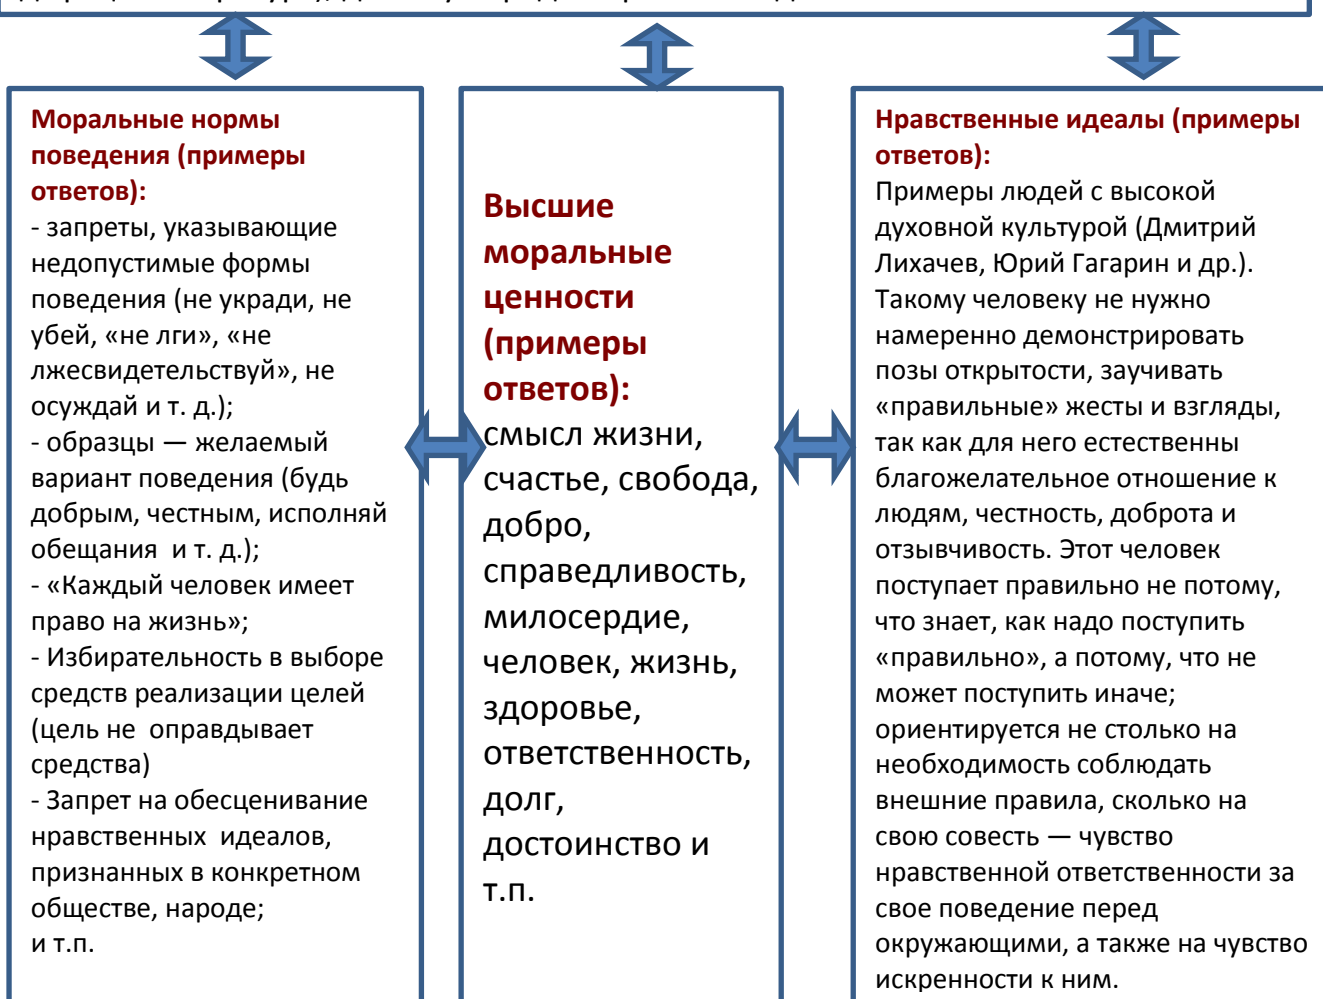 Моральные нормы
поведения (примеры
ответов):
- запреты, указывающие
недопустимые формы
поведения (не укради, не
убей, «не лги», «не
лжесвидетельствуй», не
осуждай и т. д.);
- образцы — желаемый
вариант поведения (будь
добрым, честным, исполняй
обещания  и т. д.);
- «Каждый человек имеет
право на жизнь»;
- Избирательность в выборе
средств реализации целей
(цель не  оправдывает
средства)
- Запрет на обесценивание
нравственных  идеалов,
признанных в конкретном
обществе, народе;
и т.п.
Высшие
моральные
ценности
(примеры
ответов):
смысл жизни,
счастье, свобода,
добро,
справедливость,
милосердие,
человек, жизнь,
здоровье,
ответственность,
долг,
достоинство и
т.п.
Нравственные идеалы (примеры
ответов):
Примеры людей с высокой
духовной культурой (Дмитрий
Лихачев, Юрий Гагарин и др.).
Такому человеку не нужно
намеренно демонстрировать
позы открытости, заучивать
«правильные» жесты и взгляды,
так как для него естественны
благожелательное отношение к
людям, честность, доброта и
отзывчивость. Этот человек
поступает правильно не потому,
что знает, как надо поступить
«правильно», а потому, что не
может поступить иначе;
ориентируется не столько на
необходимость соблюдать
внешние правила, сколько на
свою совесть — чувство
нравственной ответственности за
свое поведение перед
окружающими, а также на чувство
искренности к ним.